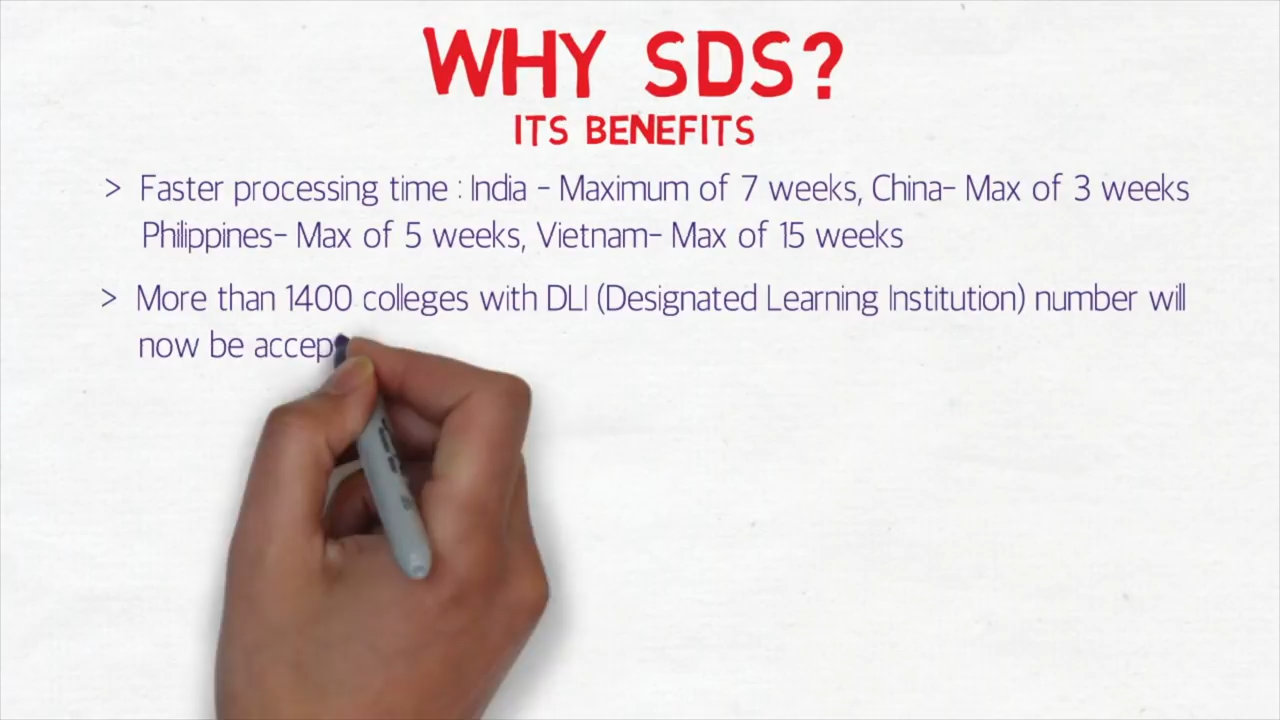 WHY SDS?
ITS BENEFITS
> Faster processing time : India - Maximum of 7 weeks, China- Max of 3 weeks
Philippines- Max of 5 weeks, Vietnam- Max of 15 weeks
> More than 1400 colleges with DLI (Designated Learning Institution) number will
now be accep